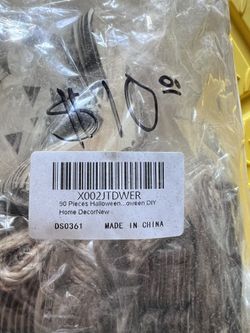 $10.00
X002JTDWER
50 Pieces Halloween...oween DIY
Home DecorNew
DS0361 MADE IN CHINA